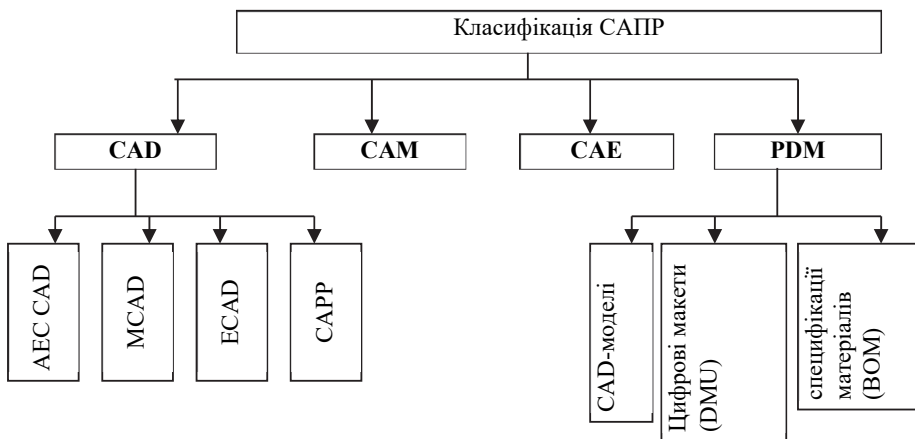 Класифікація САПР
CAD
CAM
CAE
PDM
AEC CAD
MCAD
ECAD
CAPP
CAD-моделі
Цифрові макети
(DMU)
специфікації
матеріалів
(BOM)